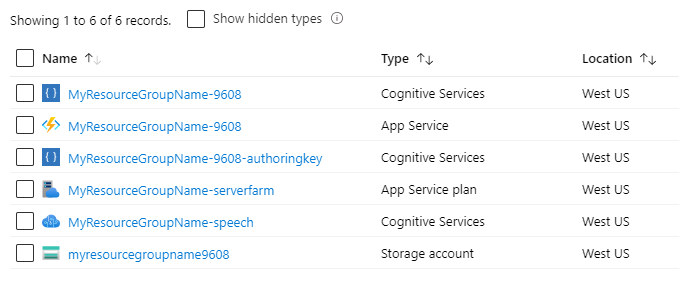 Showing 1 to 6 of 6 records. Show hidden types
Name Type Location
MyResourceGroupName-9608 Cognitive Services West US
MyResourceGroupName-9608 App Service West US
MyResourceGroupName-9608-authoringkey Cognitive Services West US
MyResourceGroupName-serverfarm App Service plan West US
MyResourceGroupName-speech Cognitive Services West US
myresourcegroupname9608 Storage account West US